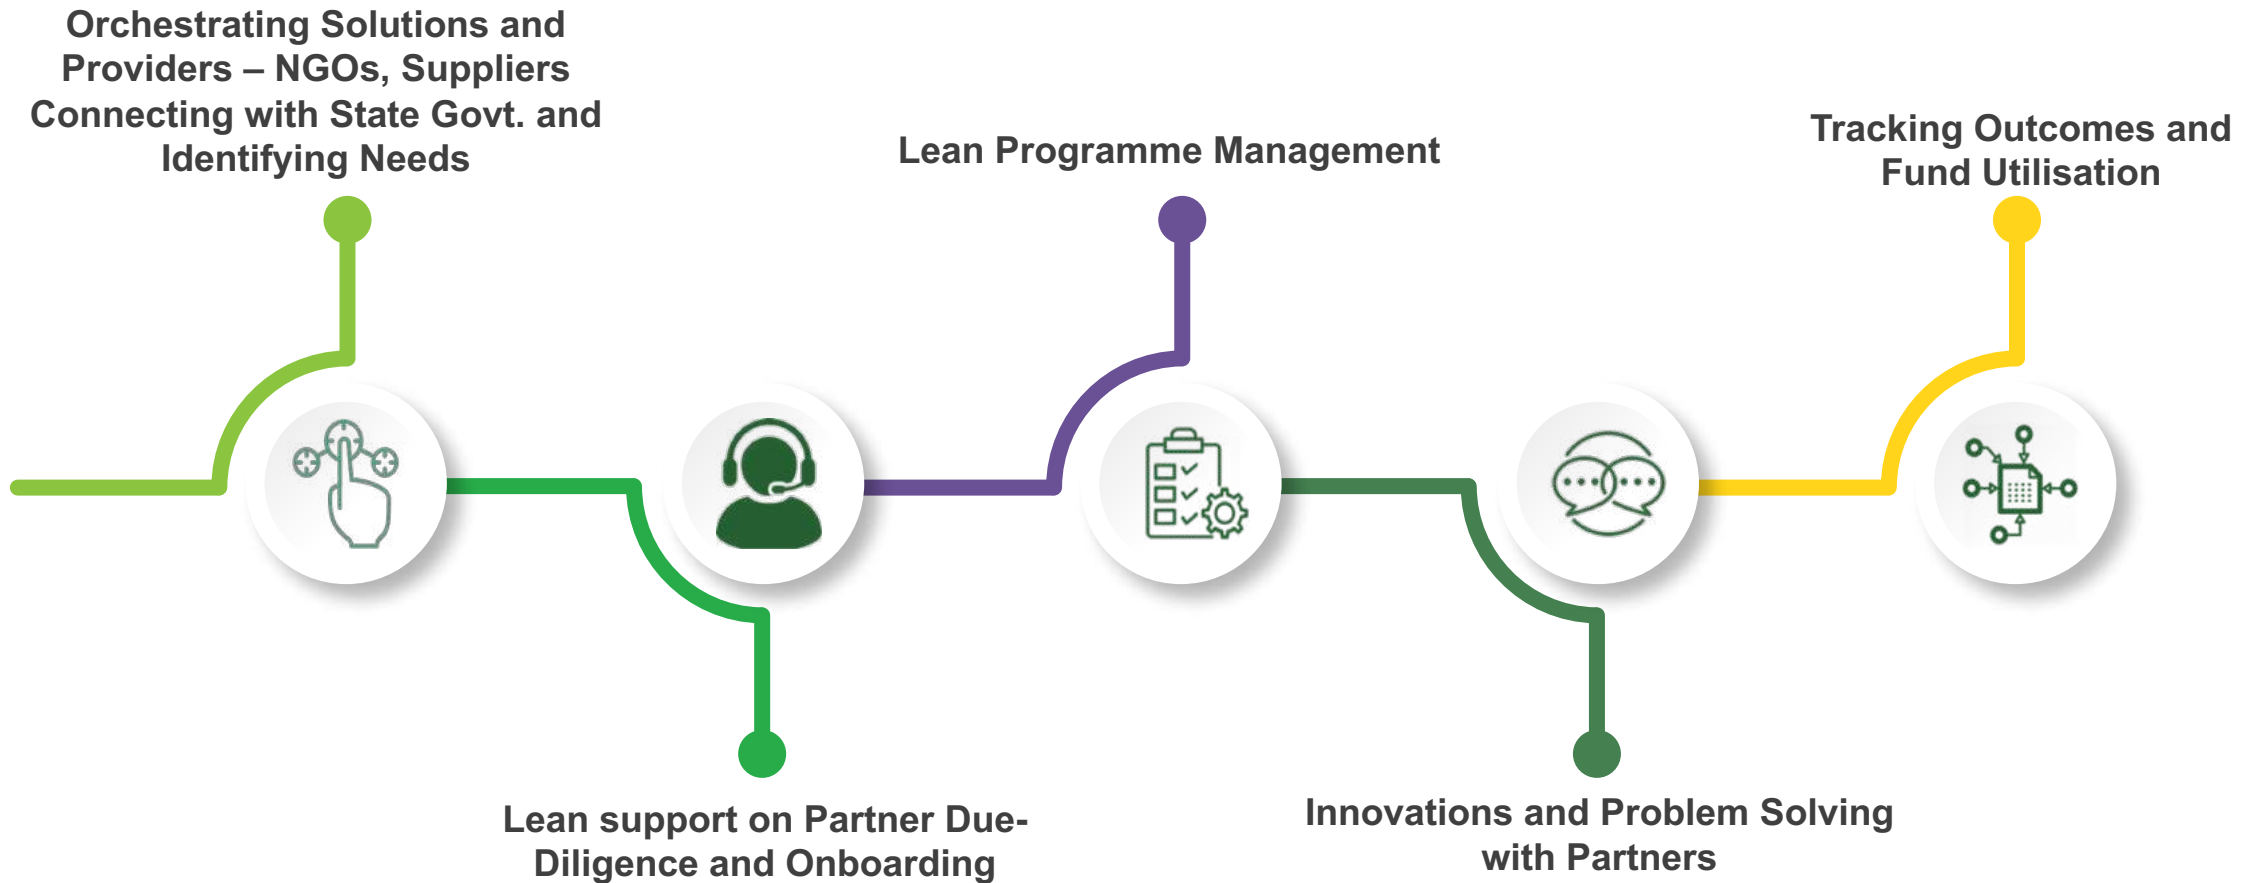 Orchestrating Solutions and
Providers – NGOs, Suppliers
Connecting with State Govt. and
Identifying Needs
Lean Programme Management
Tracking Outcomes and
Fund Utilisation
Lean support on Partner Due-
Diligence and Onboarding
Innovations and Problem Solving
with Partners